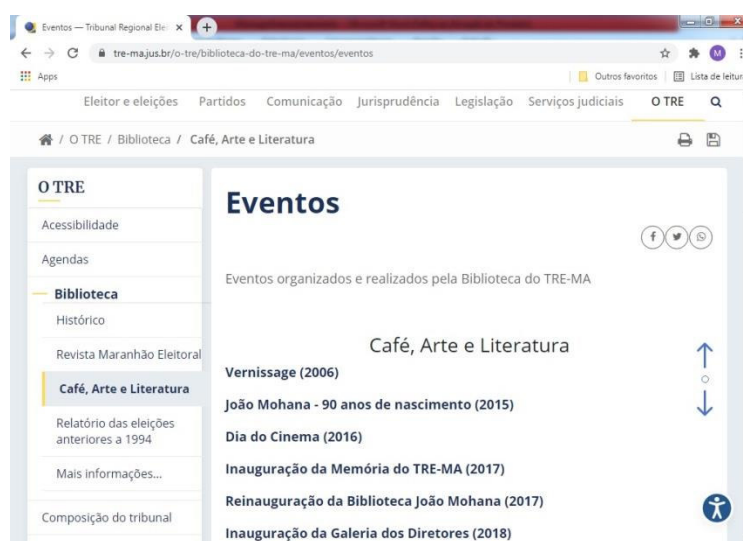 Eventos — Tribunal Regional Ele
tre-ma.jus.br/o-tre/biblioteca-do-tre-ma/eventos/eventos
M
Apps
Outros favoritos
Lista de leitur
Eleitor e eleições Partidos Comunicação Jurisprudência Legislação Serviços judiciais O TRE
/ O TRE / Biblioteca / Café, Arte e Literatura
O TRE
Acessibilidade
Agendas
Biblioteca
Histórico
Revista Maranhão Eleitoral
Café, Arte e Literatura
Relatório das eleições
anteriores a 1994
Mais informações...
Composição do tribunal
Eventos
Eventos organizados e realizados pela Biblioteca do TRE-MA
Café, Arte e Literatura
Vernissage (2006)
João Mohana - 90 anos de nascimento (2015)
Dia do Cinema (2016)
Inauguração da Memória do TRE-MA (2017)
Reinauguração da Biblioteca João Mohana (2017)
Inauguração da Galeria dos Diretores (2018)